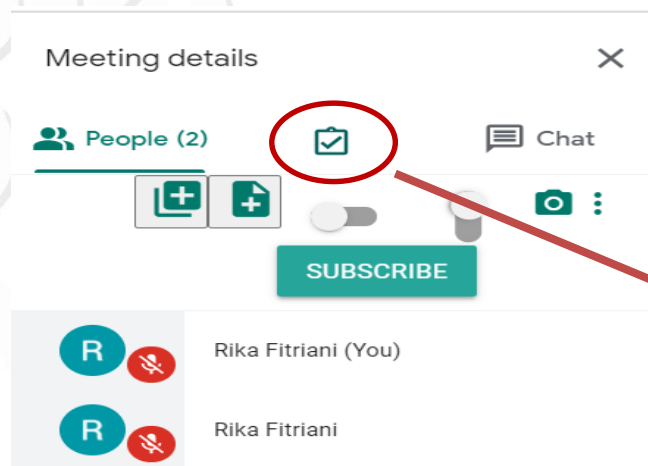 Meeting details
People (2)
Chat
SUBSCRIBE
R
Rika Fitriani (You)
R
Rika Fitriani